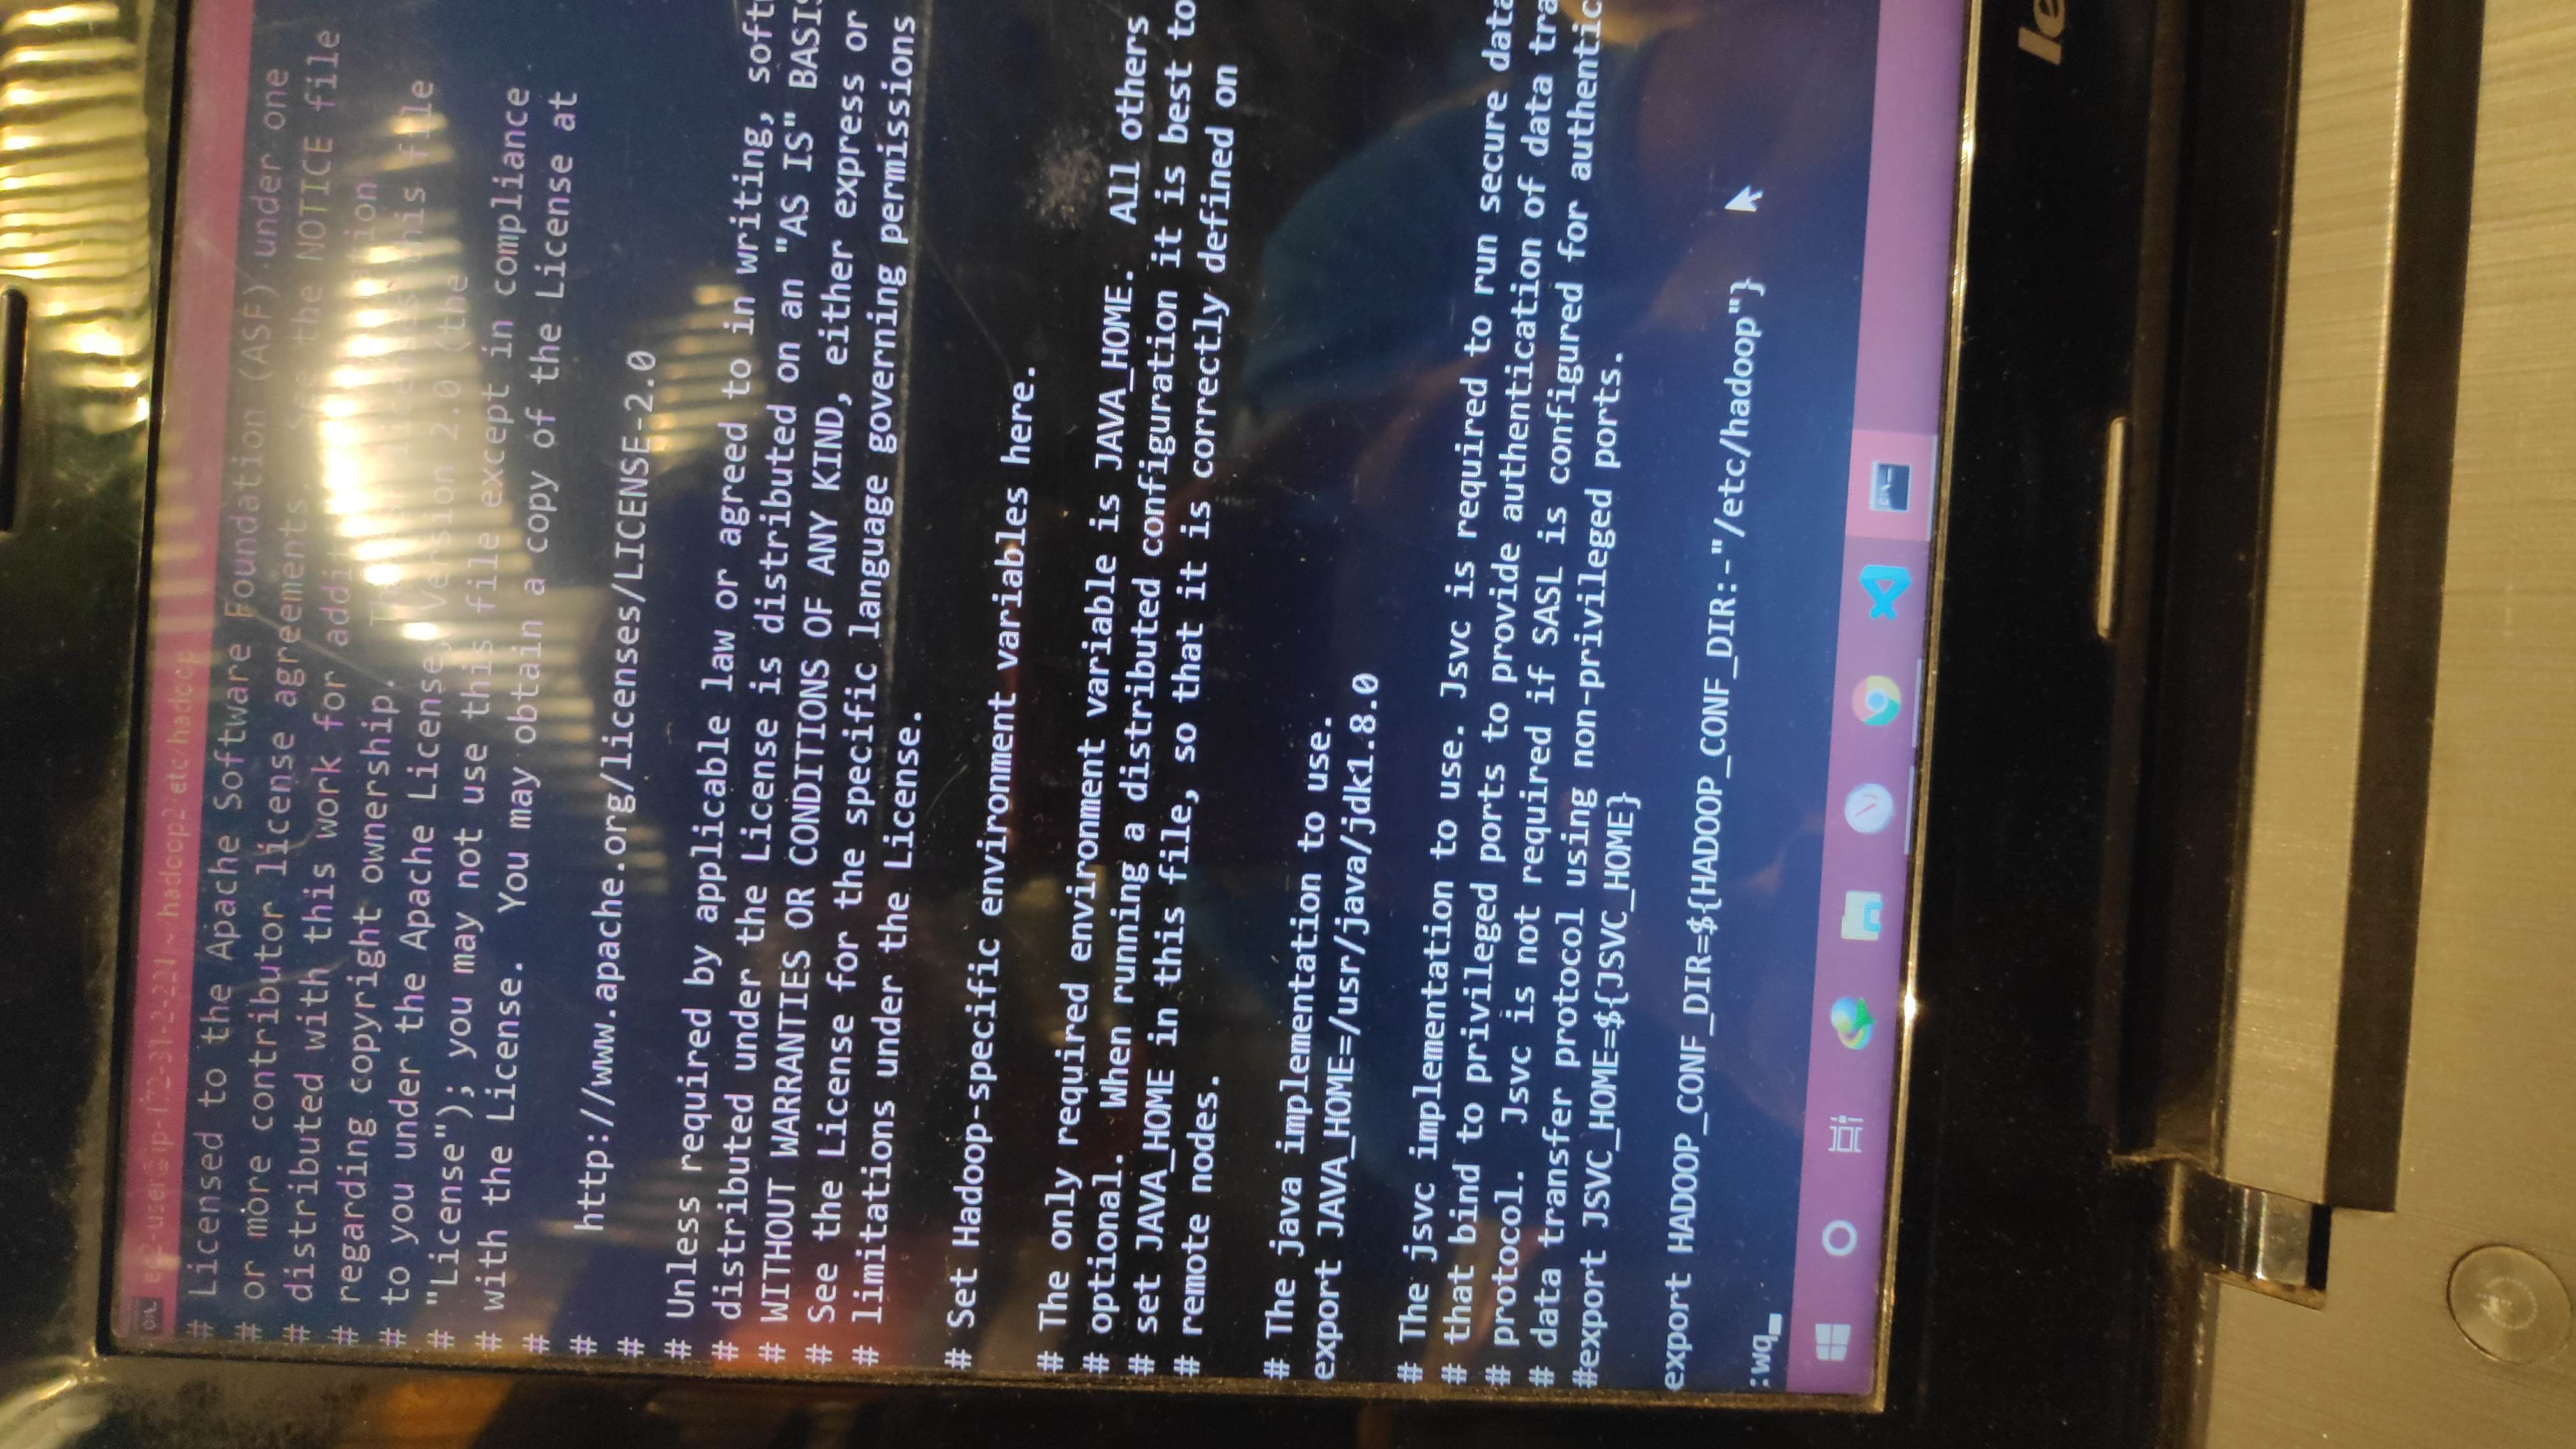 ec2-user@ip-172-31-2-221:~ hadoop2/etc/hadoop
# Licensed to the Apache Software Foundation (ASF) under one
# or more contributor license agreements. See the NOTICE file
# distributed with this work for
# regarding copyright ownership. this file
# to you under the Apache License, Version 2.0 (the
# "License"); you may not use this file except in compliance
# with the License.  You may obtain a copy of the License at
#
#     http://www.apache.org/licenses/LICENSE-2.0
#
# Unless required by applicable law or agreed to in writing,
# distributed under the License is distributed on an "AS IS" BASIS
# WITHOUT WARRANTIES OR CONDITIONS OF ANY KIND, either express or
# See the License for the specific language governing permissions
# limitations under the License.
# Set Hadoop-specific environment variables here.
# The only required environment variable is JAVA_HOME.  All others
# optional.  When running a distributed configuration it is best to
# set JAVA_HOME in this file, so that it is correctly defined on
# remote nodes.
# The java implementation to use.
export JAVA_HOME=/usr/java/jdk1.8.0
# The jsvc implementation to use. Jsvc is required to run secure data
# that bind to privileged ports to provide authentication of data tra
# protocol.  Jsvc is not required if SASL is configured for authentic
# data transfer protocol using non-privileged ports.
#export JSVC_HOME=${JSVC_HOME}
export HADOOP_CONF_DIR=${HADOOP_CONF_DIR:-"/etc/hadoop"}
:wq
le